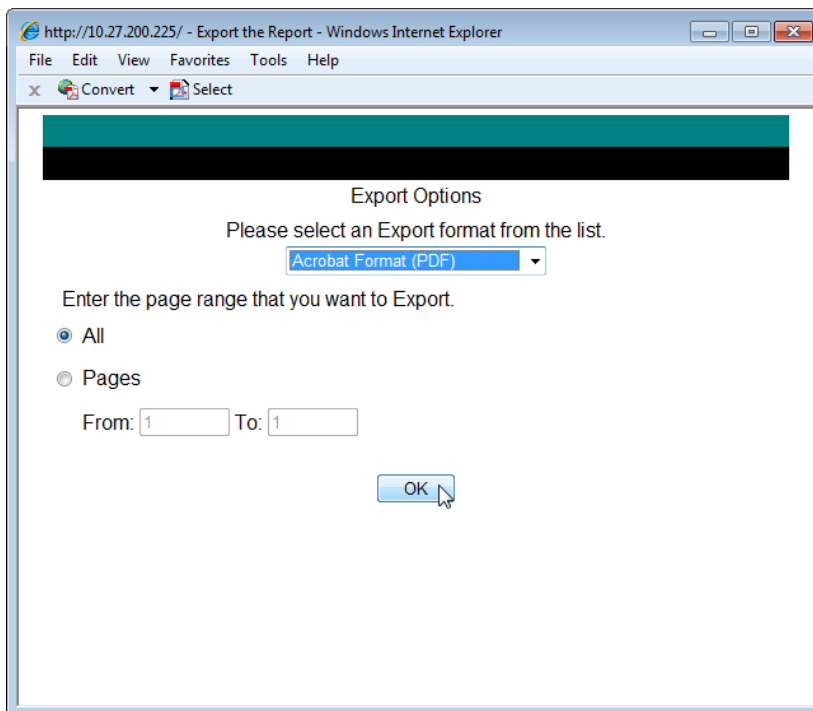 http://10.27.200.225/ - Export the Report - Windows Internet Explorer
File Edit View Favorites Tools Help
x Convert Select
Export Options
Please select an Export format from the list.
Acrobat Format (PDF)
Enter the page range that you want to Export.
All
Pages
From: 1 To: 1
OK